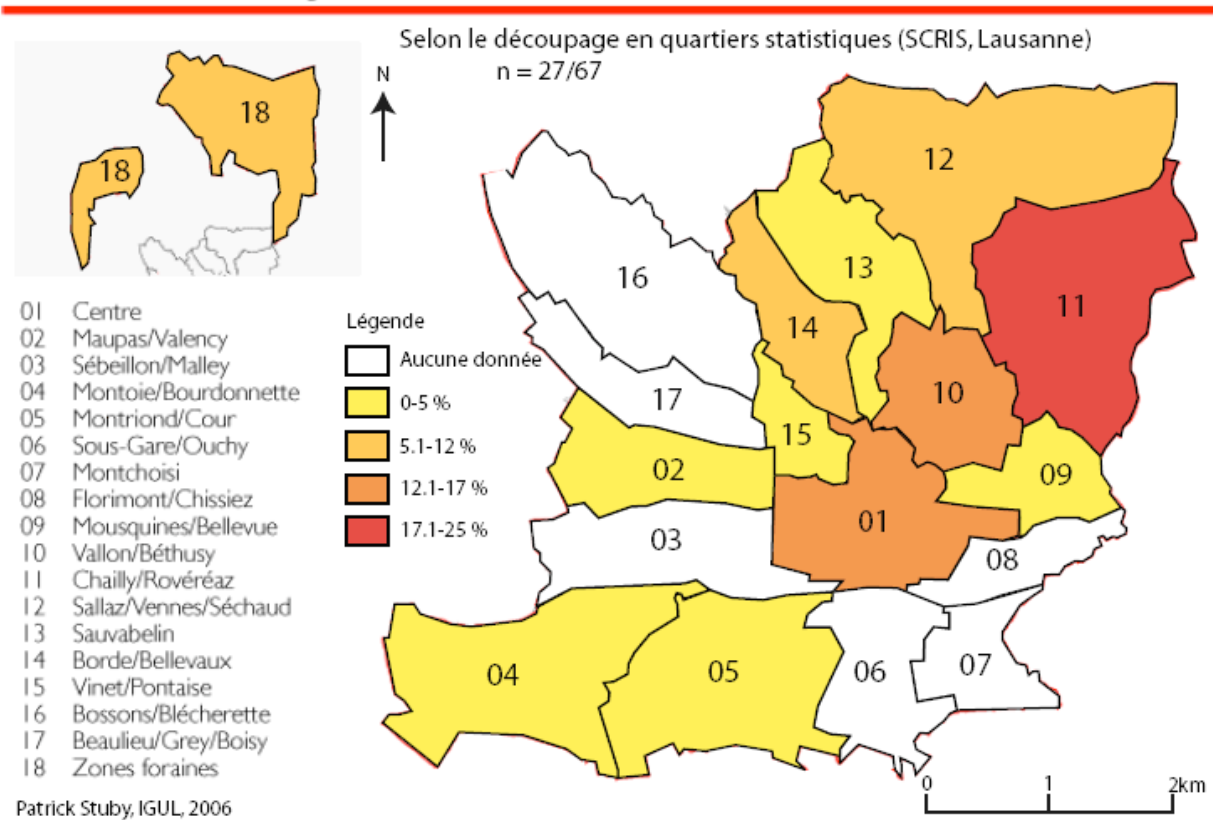 Selon le découpage en quartiers statistiques (SCRIS, Lausanne)
n = 27/67
N
18
18
12
16
13
11
14
10
17
15
02
09
01
03
08
04
05
06
07
01 Centre
02 Maupas/Valency
03 Sébeillon/Malley
04 Montoie/Bourdonnette
05 Montriond/Cour
06 Sous-Gare/Ouchy
07 Montchoisi
08 Florimont/Chissiez
09 Mousquines/Bellevue
10 Vallon/Béthusy
11 Chailly/Rovéréaz
12 Sallaz/Vennes/Séchaud
13 Sauvabelin
14 Borde/Bellevaux
15 Vinet/Pontaise
16 Bossons/Blécherette
17 Beaulieu/Grey/Boisy
18 Zones foraines
Légende
Aucune donnée
0-5 %
5.1-12 %
12.1-17 %
17.1-25 %
0 1 2km
Patrick Stuby, IGUL, 2006